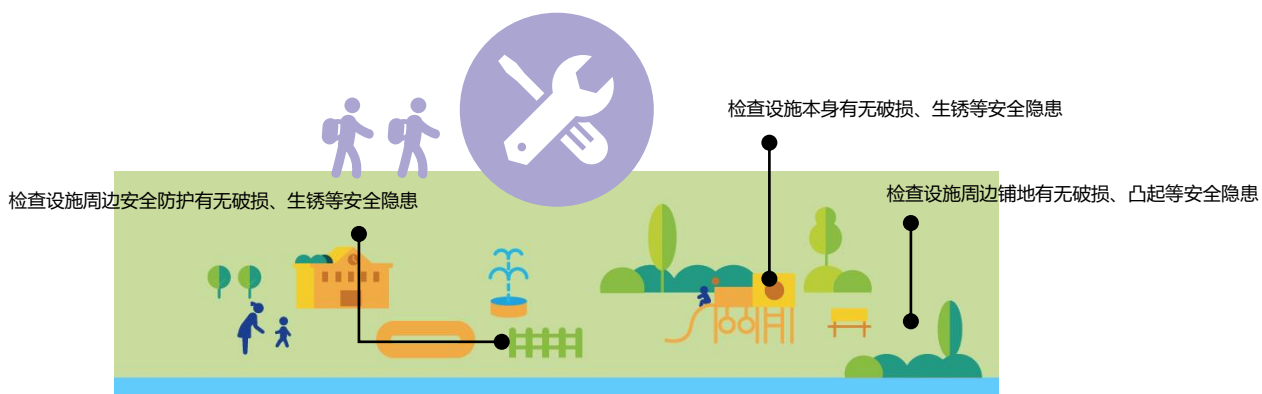 检查设施本身有无破损、生锈等安全隐患
检查设施周边安全防护有无破损、生锈等安全隐患
检查设施周边铺地有无破损、凸起等安全隐患